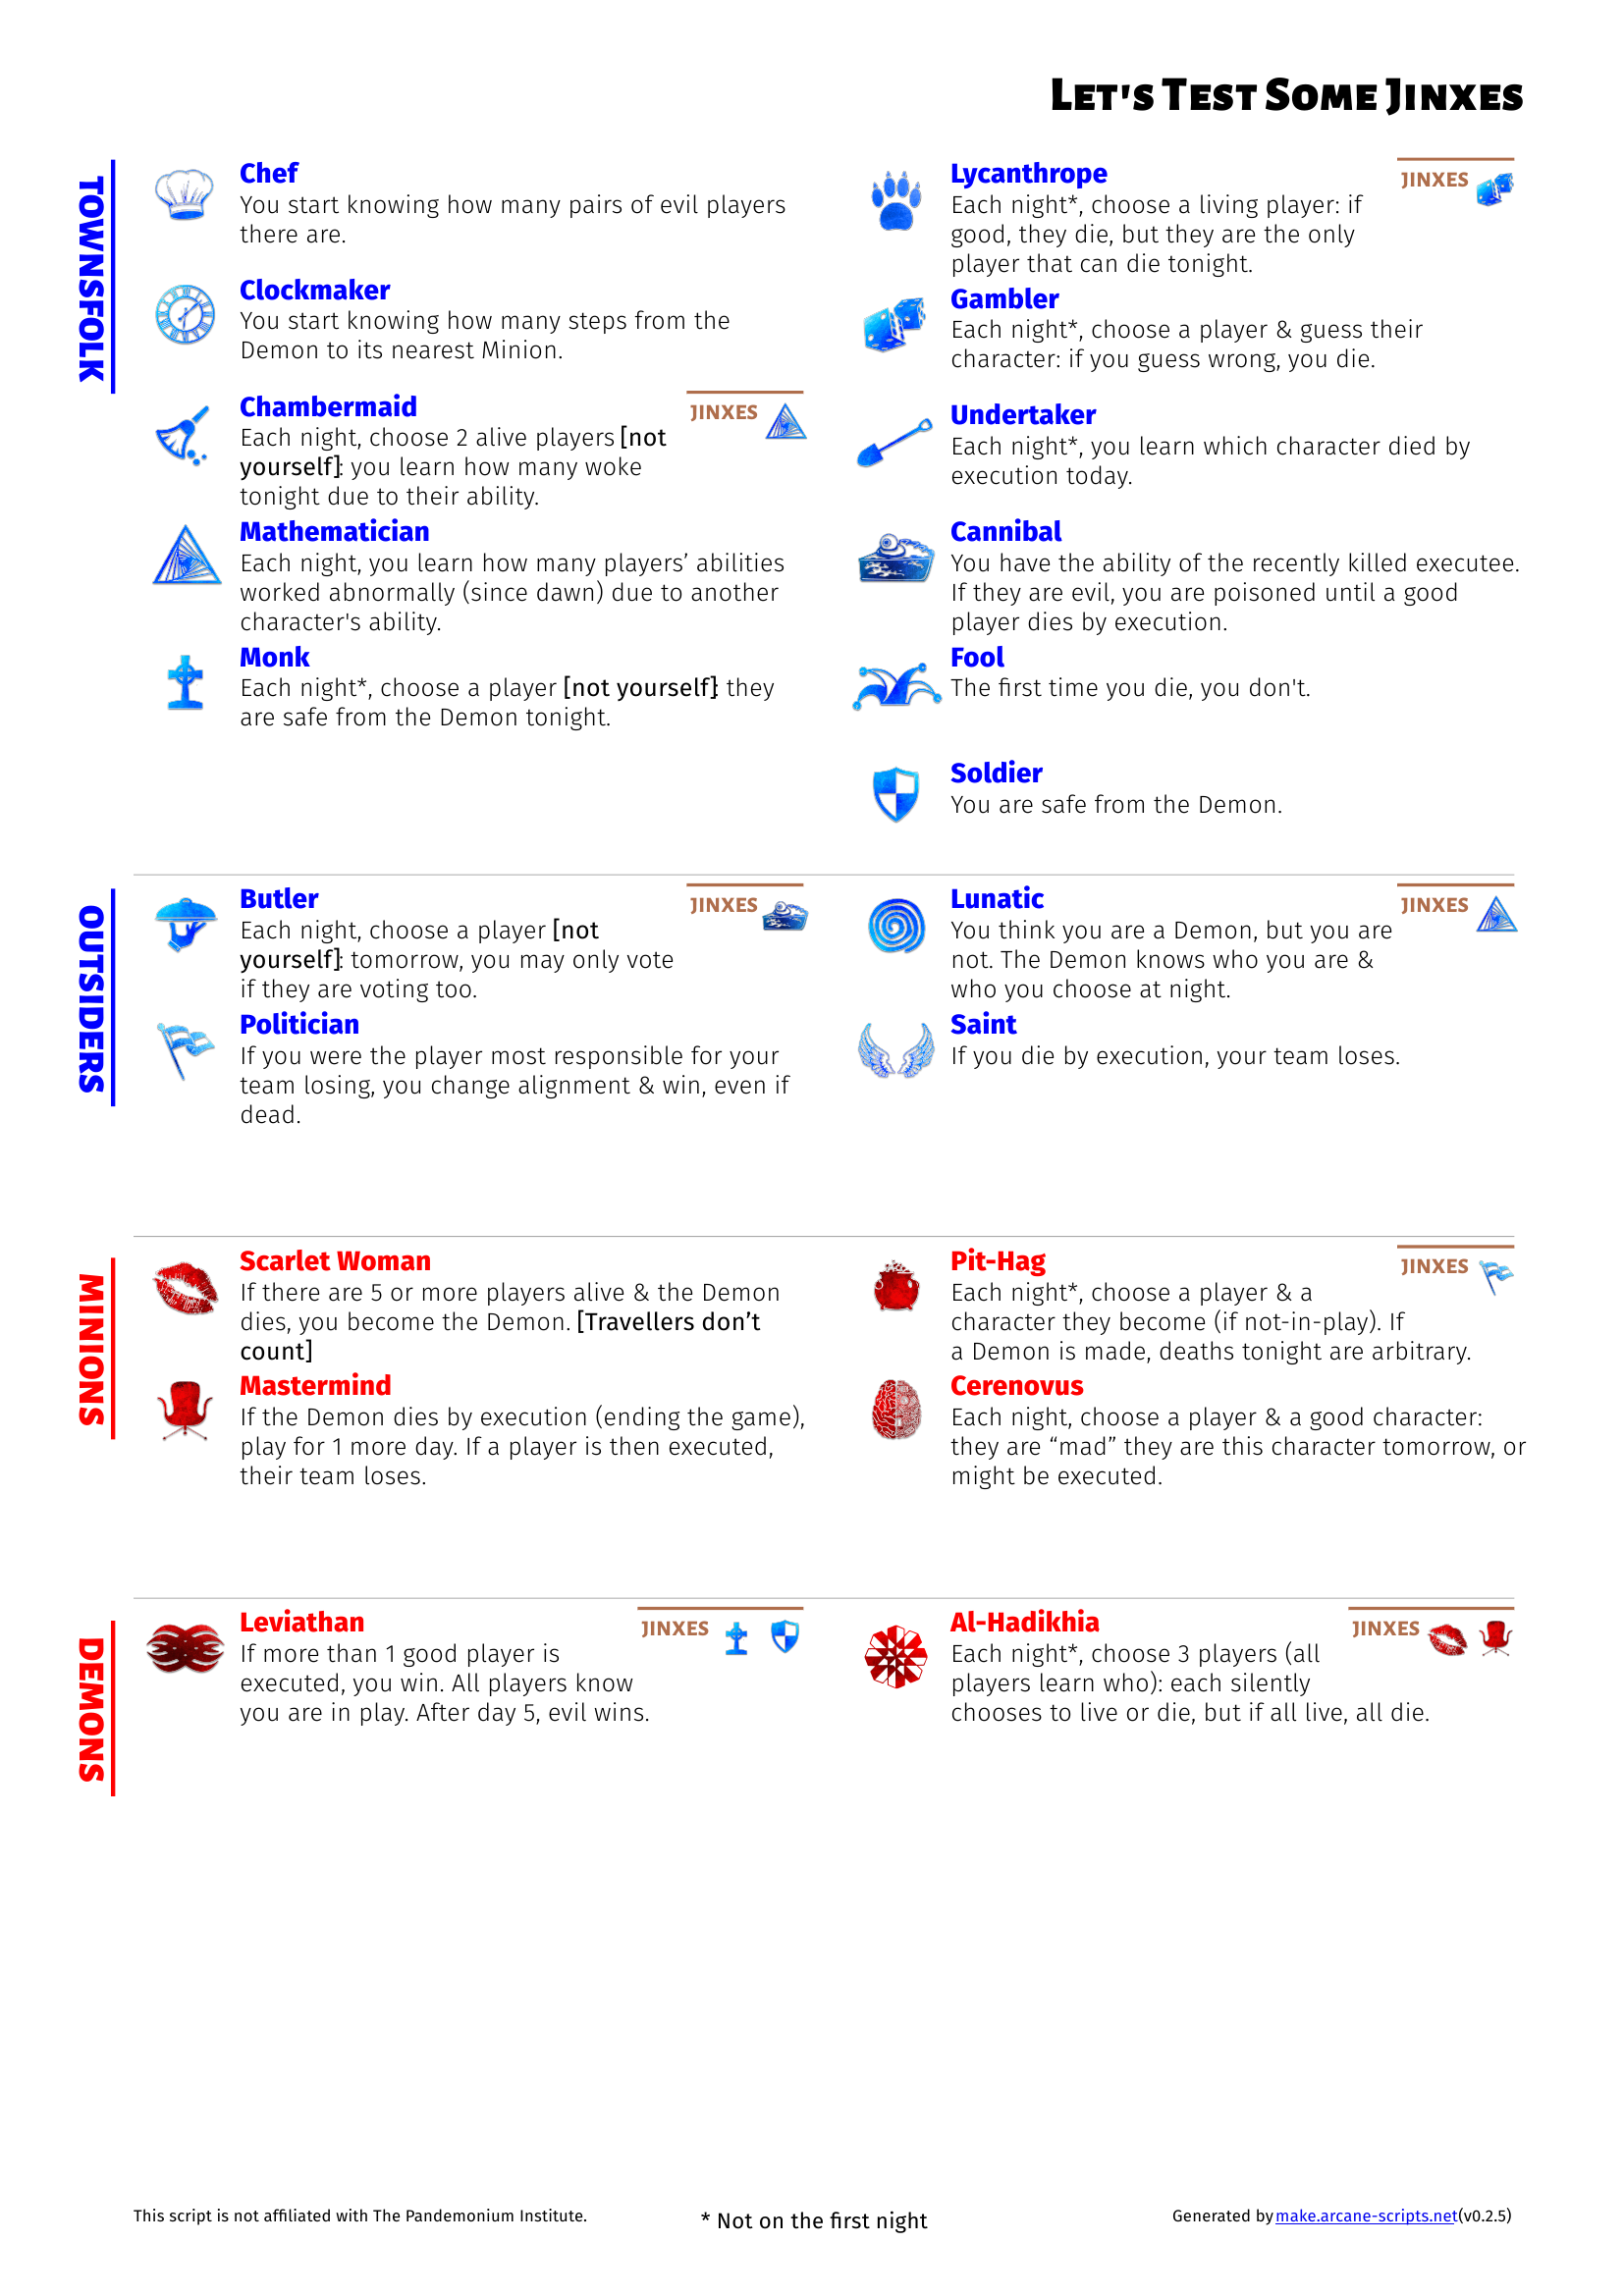 LET'S TEST SOME JINXES
TOWNSFOLK
Chef
You start knowing how many pairs of evil players
there are.
Clockmaker
You start knowing how many steps from the
Demon to its nearest Minion.
Chambermaid
JINXES
Each night, choose 2 alive players [not
yourself]: you learn how many woke
tonight due to their ability.
Mathematician
Each night, you learn how many players’ abilities
worked abnormally (since dawn) due to another
character's ability.
Monk
Each night*, choose a player [not yourself]: they
are safe from the Demon tonight.
Lycanthrope
JINXES
Each night*, choose a living player: if
good, they die, but they are the only
player that can die tonight.
Gambler
Each night*, choose a player & guess their
character: if you guess wrong, you die.
Undertaker
Each night*, you learn which character died by
execution today.
Cannibal
You have the ability of the recently killed executee.
If they are evil, you are poisoned until a good
player dies by execution.
Fool
The first time you die, you don't.
Soldier
You are safe from the Demon.
OUTSIDERS
Butler
JINXES
Each night, choose a player [not
yourself]: tomorrow, you may only vote
if they are voting too.
Politician
If you were the player most responsible for your
team losing, you change alignment & win, even if
dead.
Lunatic
JINXES
You think you are a Demon, but you are
not. The Demon knows who you are &
who you choose at night.
Saint
If you die by execution, your team loses.
MINIONS
Scarlet Woman
If there are 5 or more players alive & the Demon
dies, you become the Demon. [Travellers don’t
count]
Mastermind
If the Demon dies by execution (ending the game),
play for 1 more day. If a player is then executed,
their team loses.
Pit-Hag
JINXES
Each night*, choose a player & a
character they become (if not-in-play). If
a Demon is made, deaths tonight are arbitrary.
Cerenovus
Each night, choose a player & a good character:
they are “mad” they are this character tomorrow, or
might be executed.
DEMONS
Leviathan
JINXES
If more than 1 good player is
executed, you win. All players know
you are in play. After day 5, evil wins.
Al-Hadikhia
JINXES
Each night*, choose 3 players (all
players learn who): each silently
chooses to live or die, but if all live, all die.
This script is not affiliated with The Pandemonium Institute.
* Not on the first night
Generated by make.arcane-scripts.net(v0.2.5)